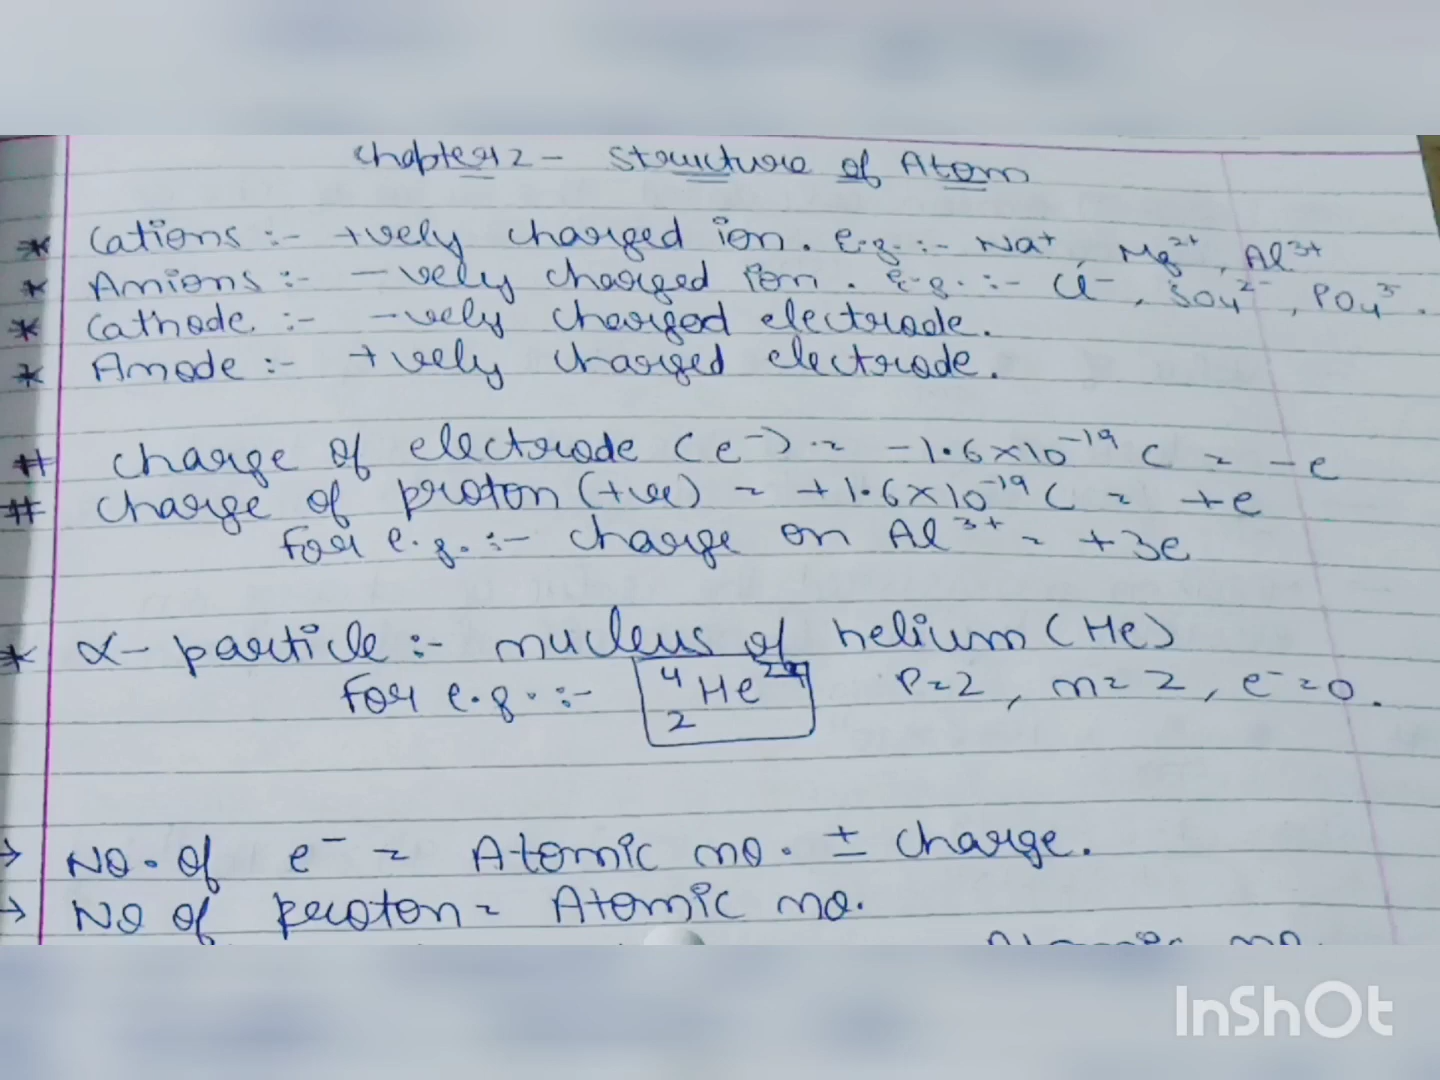 Chapter 2 - Structure of Atom
* Cations :- +vely charged ion. e.g. :- Na⁺, Mg²⁺, Al³⁺
* Anions :- -vely charged ion. e.g. :- Cl⁻, SO₄²⁻, PO₄³⁻.
* Cathode :- -vely charged electrode.
* Anode :- +vely charged electrode.
# Charge of electrode (e⁻) = -1.6×10⁻¹⁹ C = -e
# Charge of proton (+ve) = +1.6×10⁻¹⁹ C = +e
For e.g. :- Charge on Al³⁺ = +3e
* α- particle :- nucleus of helium (He)
For e.g. :- ⁴₂He²⁺ P=2, n=2, e⁻=0.
→ No. of e⁻ = Atomic no. ± charge.
→ No of proton = Atomic no.
Atomic no.
InShOt